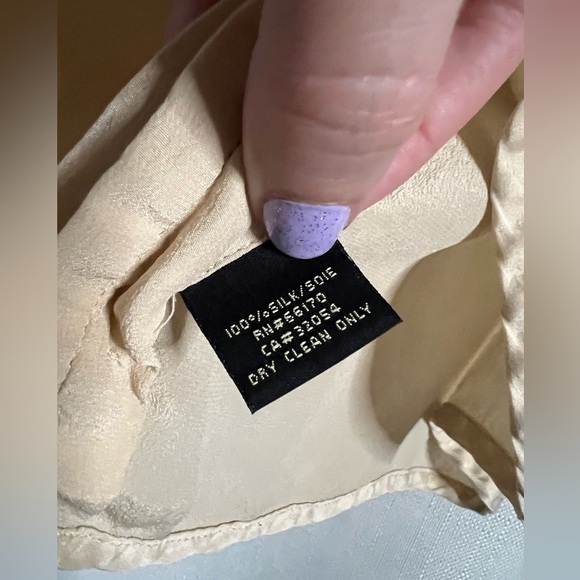 100%SILK/SOIE
RN#66170
CA#32054
DRY CLEAN ONLY